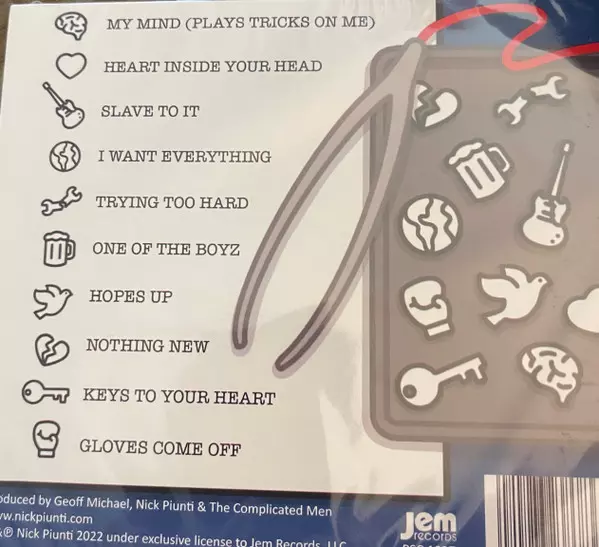 MY MIND (PLAYS TRICKS ON ME)
HEART INSIDE YOUR HEAD
SLAVE TO IT
I WANT EVERYTHING
TRYING TOO HARD
ONE OF THE BOYZ
HOPES UP
NOTHING NEW
KEYS TO YOUR HEART
GLOVES COME OFF
oduced by Geoff Michael, Nick Piunti & The Complicated Men
ww.nickpiunti.com
&℗ Nick Piunti 2022 under exclusive license to Jem Records, LLC
jem
records